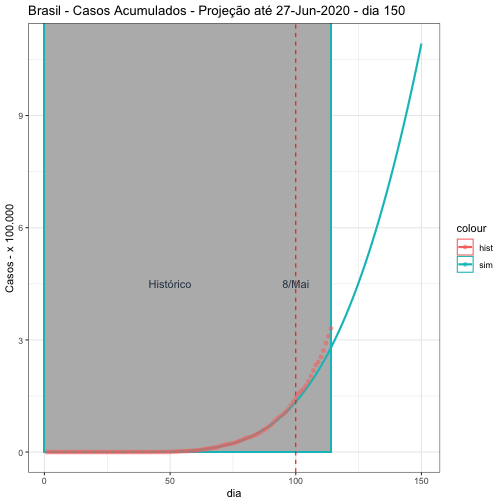 Brasil - Casos Acumulados - Projeção até 27-Jun-2020 - dia 150
Casos - x 100.000
9
6
3
0
Histórico
8/Mai
0
50
100
150
dia
colour
hist
sim